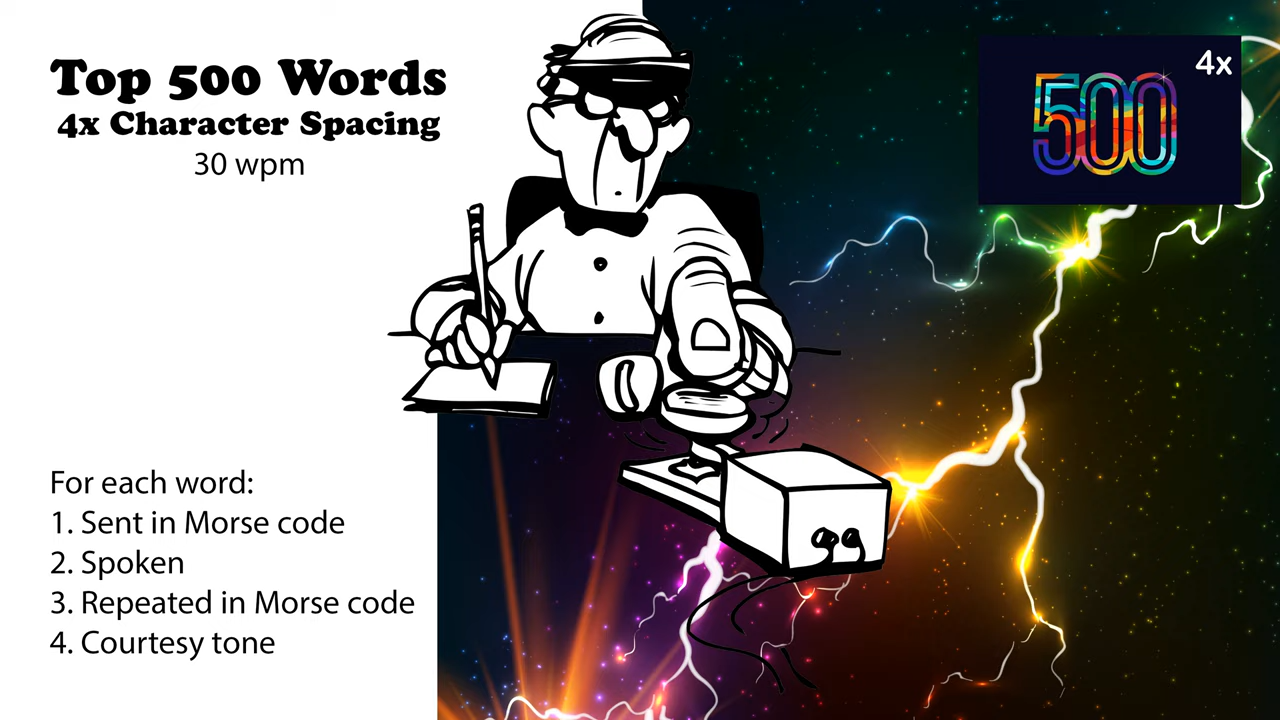 Top 500 Words
4x Character Spacing
30 wpm
4x
500
For each word:
1. Sent in Morse code
2. Spoken
3. Repeated in Morse code
4. Courtesy tone